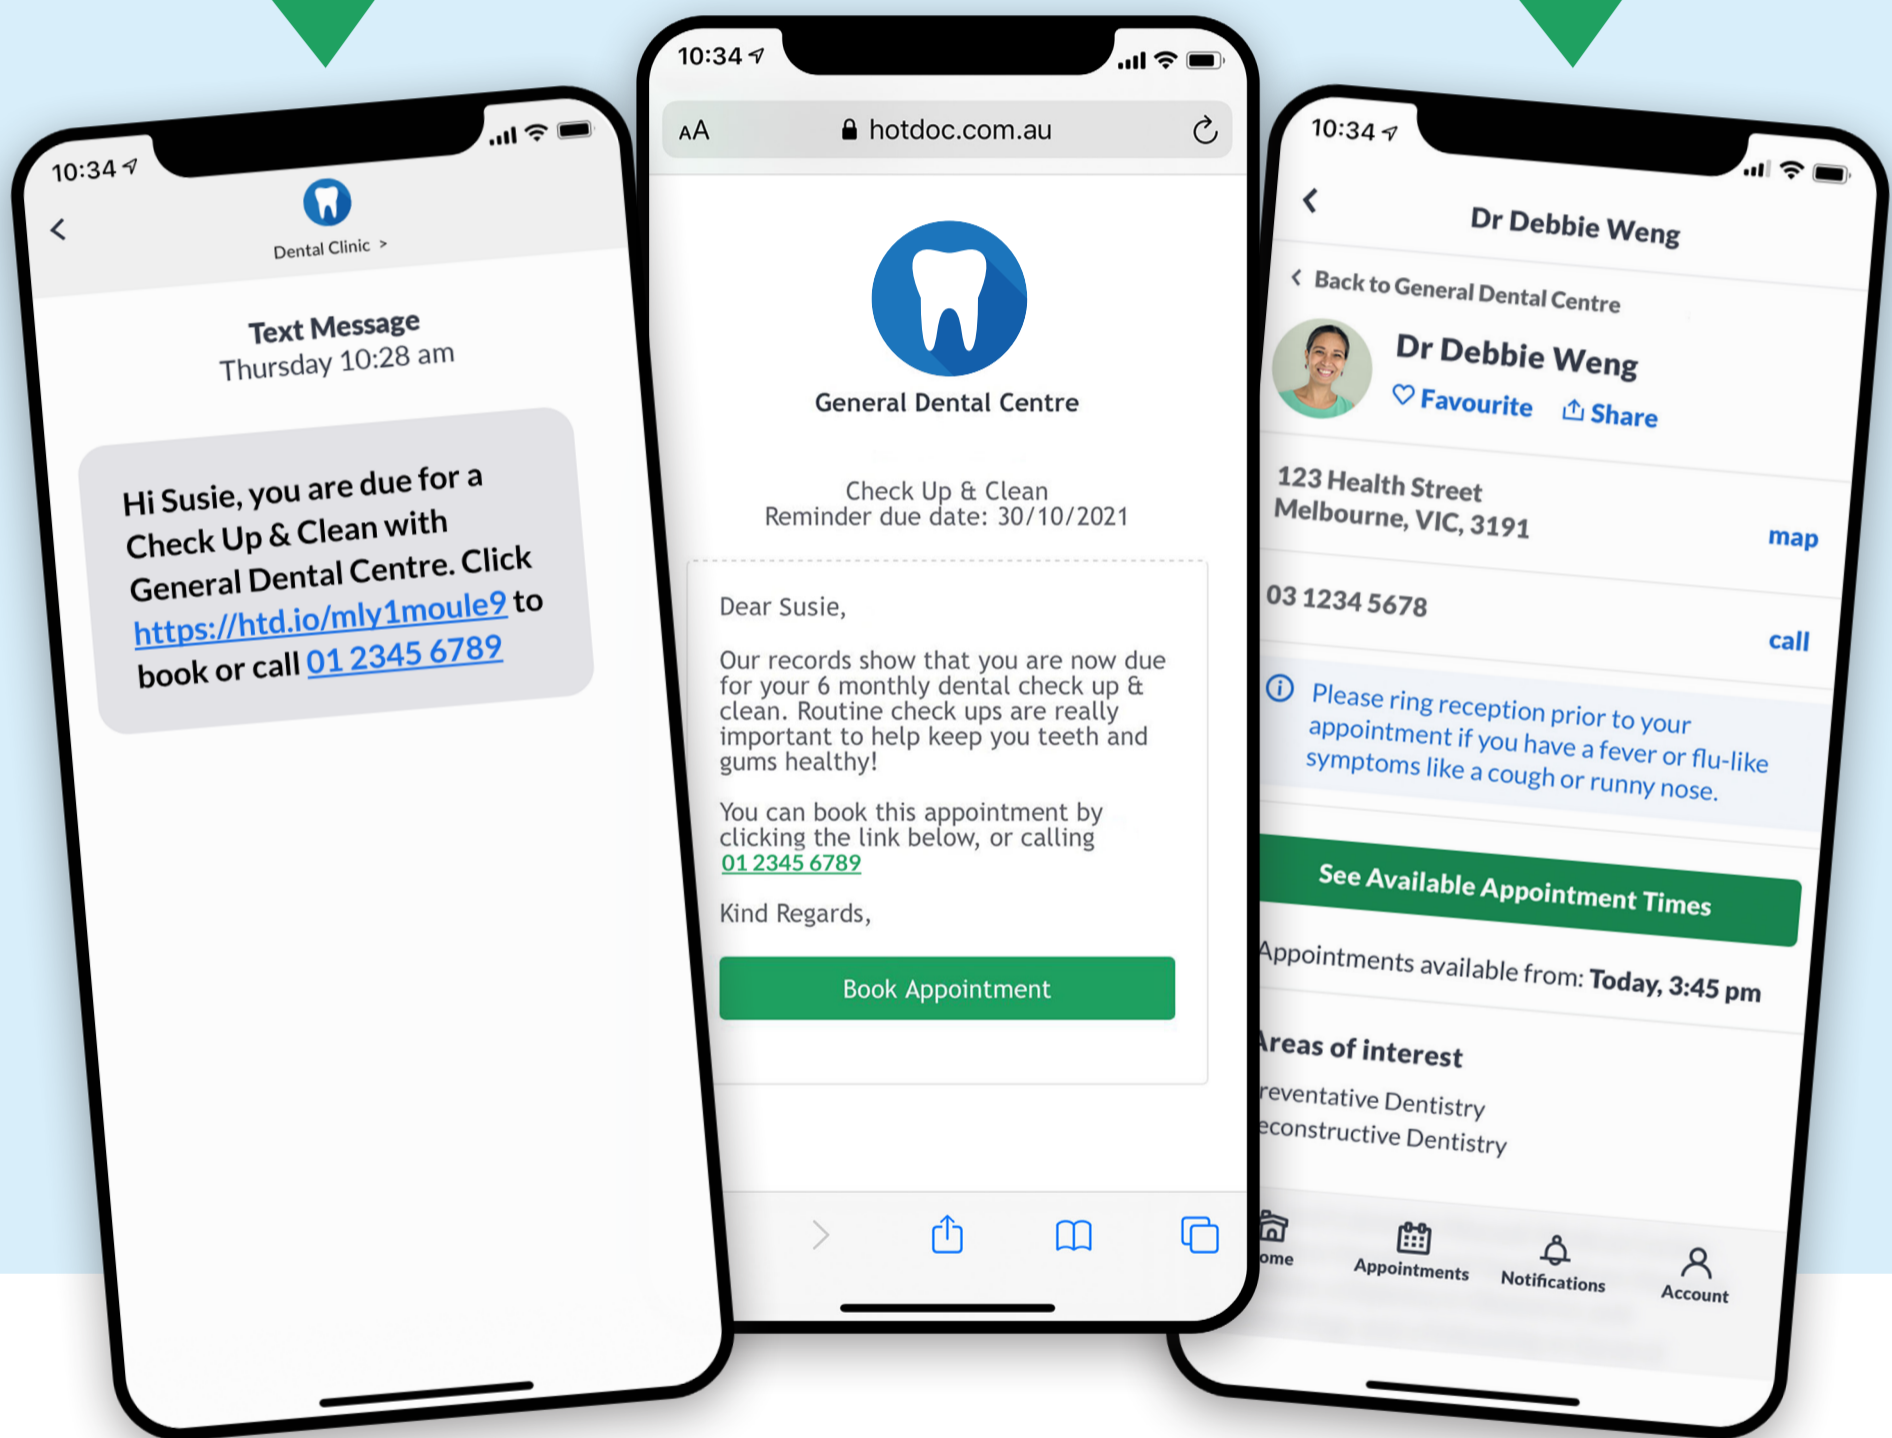 10:34
Dental Clinic >
Text Message
Thursday 10:28 am
Hi Susie, you are due for a
Check Up & Clean with
General Dental Centre. Click
https://htd.io/mly1moule9 to
book or call 01 2345 6789
10:34
AA
hotdoc.com.au
General Dental Centre
Check Up & Clean
Reminder due date: 30/10/2021
Dear Susie,
Our records show that you are now due
for your 6 monthly dental check up &
clean. Routine check ups are really
important to help keep you teeth and
gums healthy!
You can book this appointment by
clicking the link below, or calling
01 2345 6789
Kind Regards,
Book Appointment
10:34
Dr Debbie Weng
Back to General Dental Centre
Dr Debbie Weng
Favourite Share
123 Health Street
Melbourne, VIC, 3191
map
03 1234 5678
call
Please ring reception prior to your
appointment if you have a fever or flu-like
symptoms like a cough or runny nose.
See Available Appointment Times
Appointments available from: Today, 3:45 pm
Areas of interest
reventative Dentistry
econstructive Dentistry
ome Appointments Notifications Account